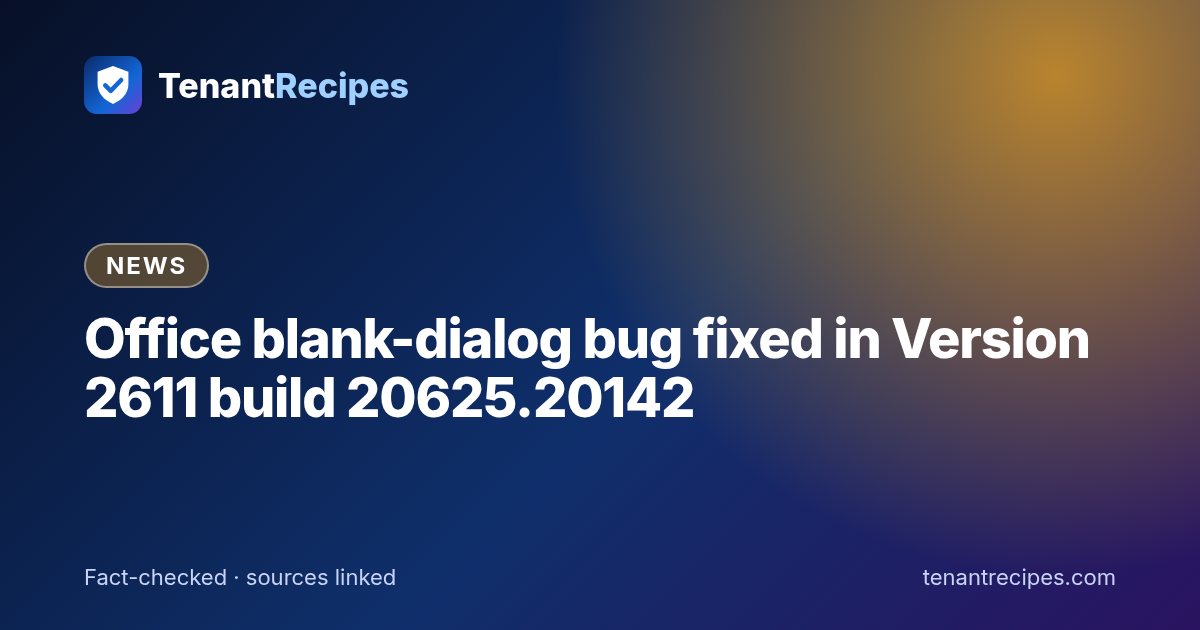 TenantRecipes
NEWS
Office blank-dialog bug fixed in Version
2611 build 20625.20142
Fact-checked · sources linked
tenantrecipes.com